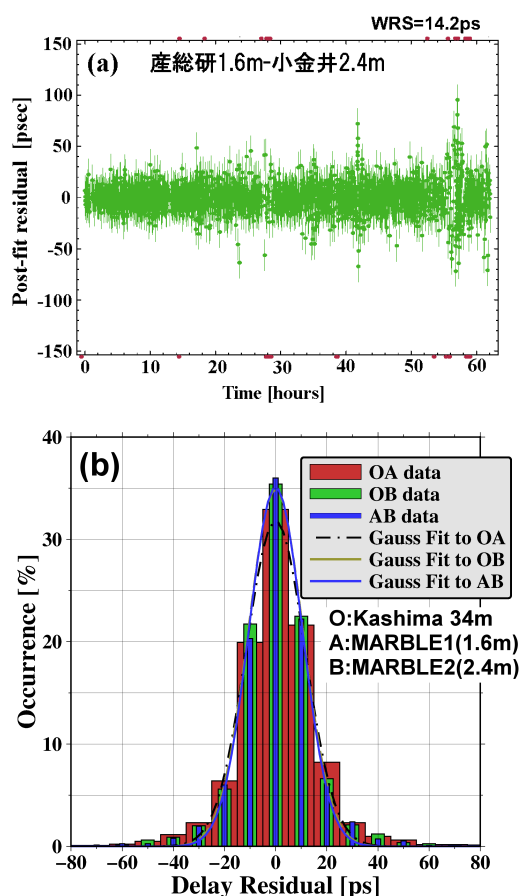 WRS=14.2ps
(a) 産総研1.6m-小金井2.4m
150
100
50
0
-50
-100
-150
Post-fit residual [psec]
0 10 20 30 40 50 60
Time [hours]
(b)
40
30
20
10
0
Occurrence [%]
OA data
OB data
AB data
Gauss Fit to OA
Gauss Fit to OB
Gauss Fit to AB
O:Kashima 34m
A:MARBLE1(1.6m)
B:MARBLE2(2.4m)
−80 −60 −40 −20 0 20 40 60 80
Delay Residual [ps]